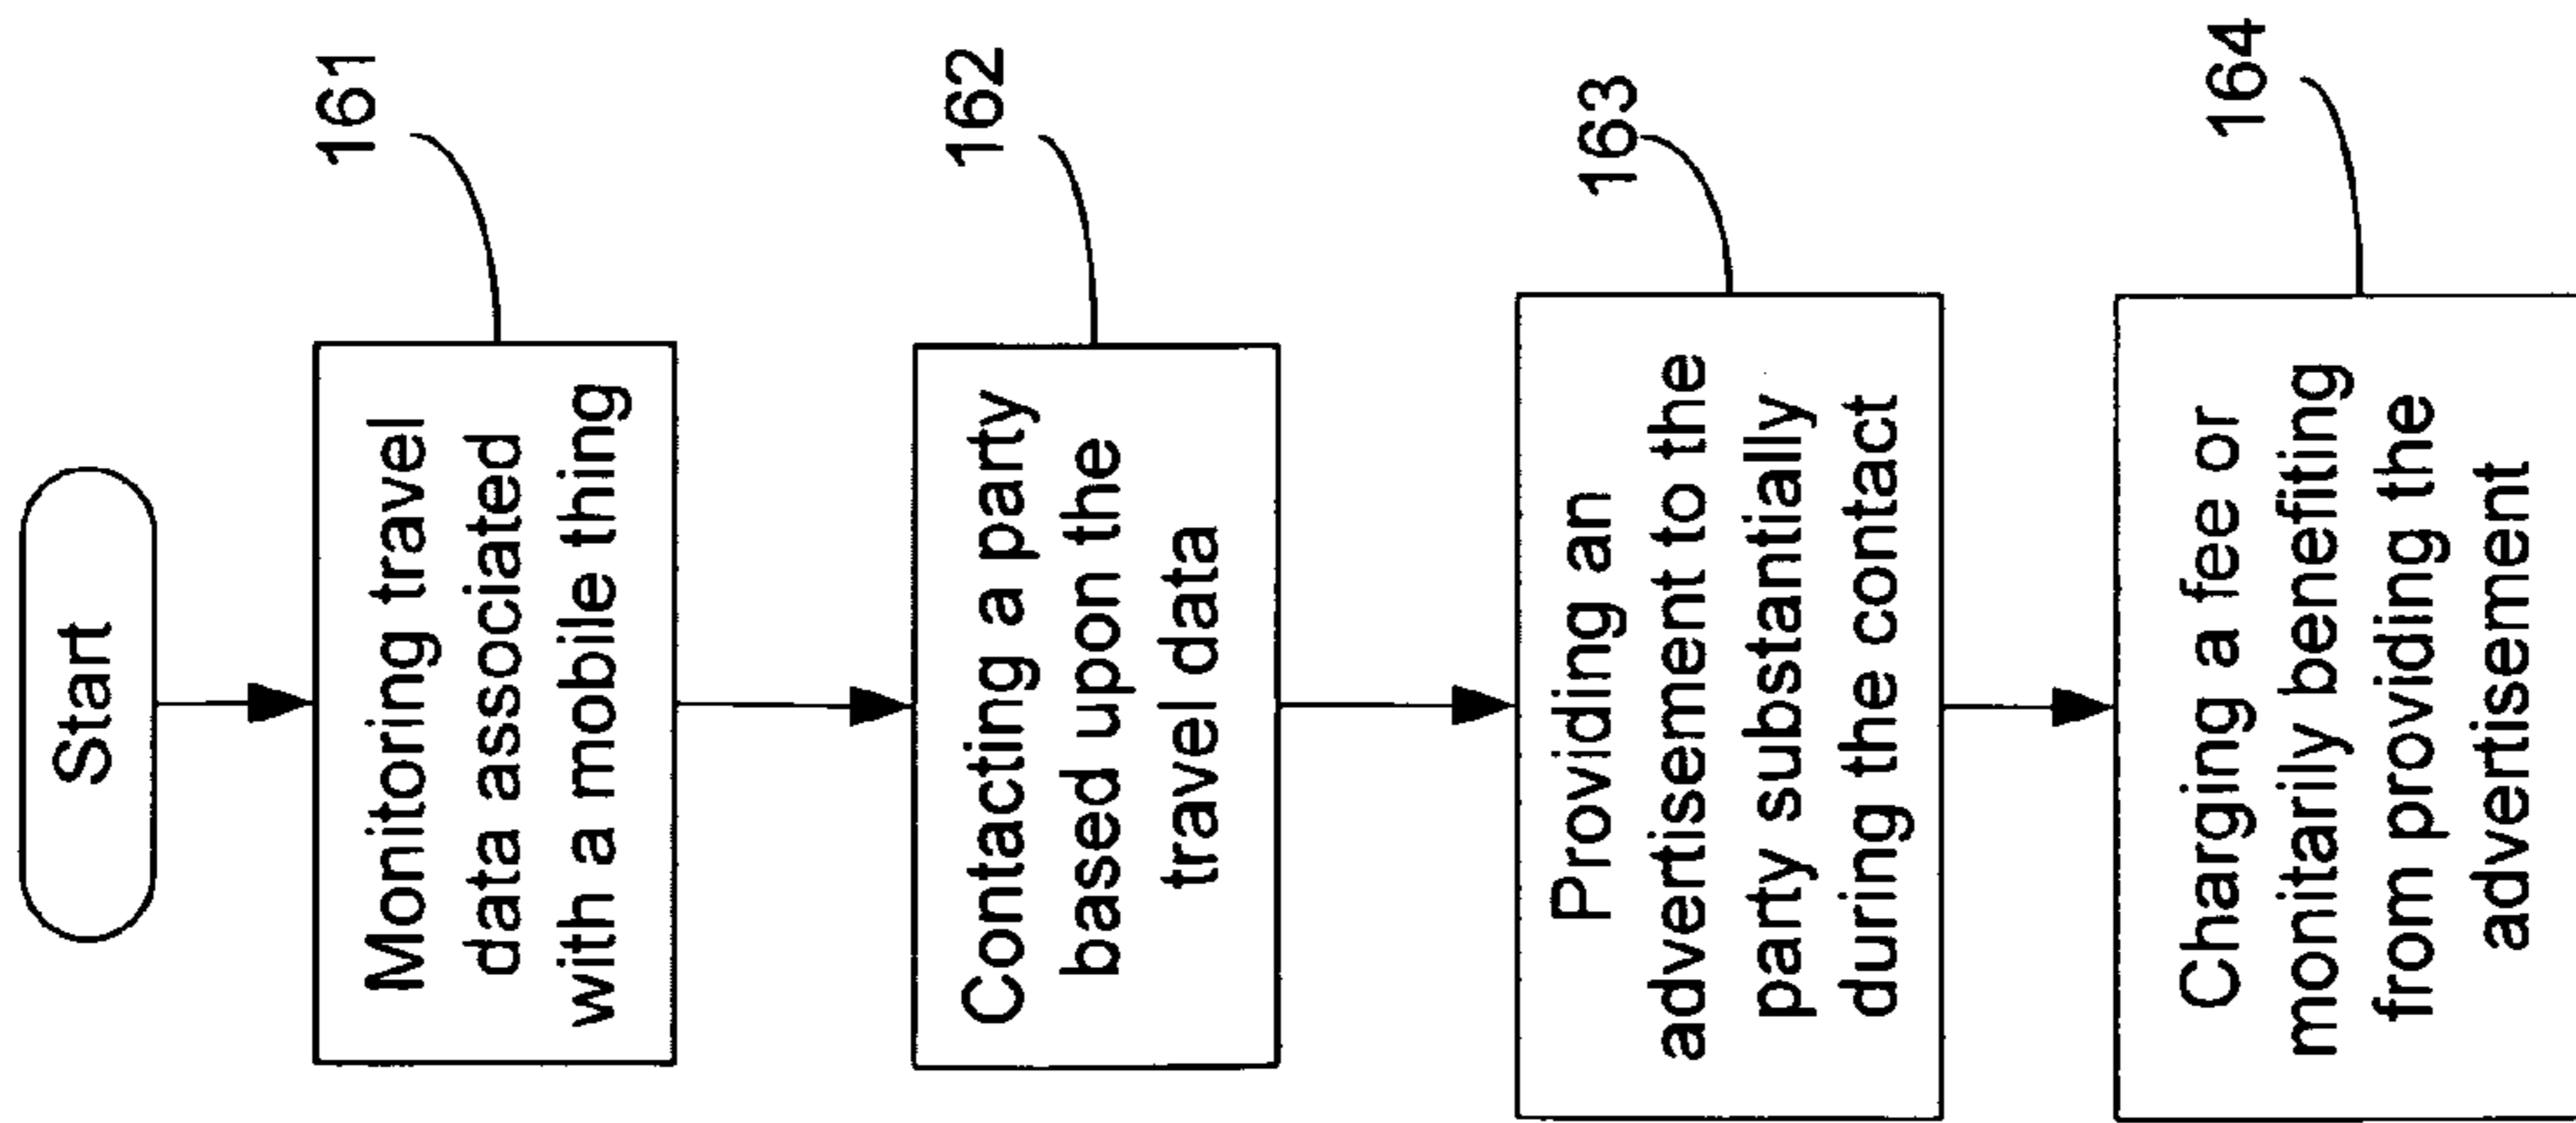 Start
161
Monitoring travel
data associated
with a mobile thing
162
Contacting a party
based upon the
travel data
163
Providing an
advertisement to the
party substantially
during the contact
164
Charging a fee or
monitarily benefiting
from providing the
advertisement